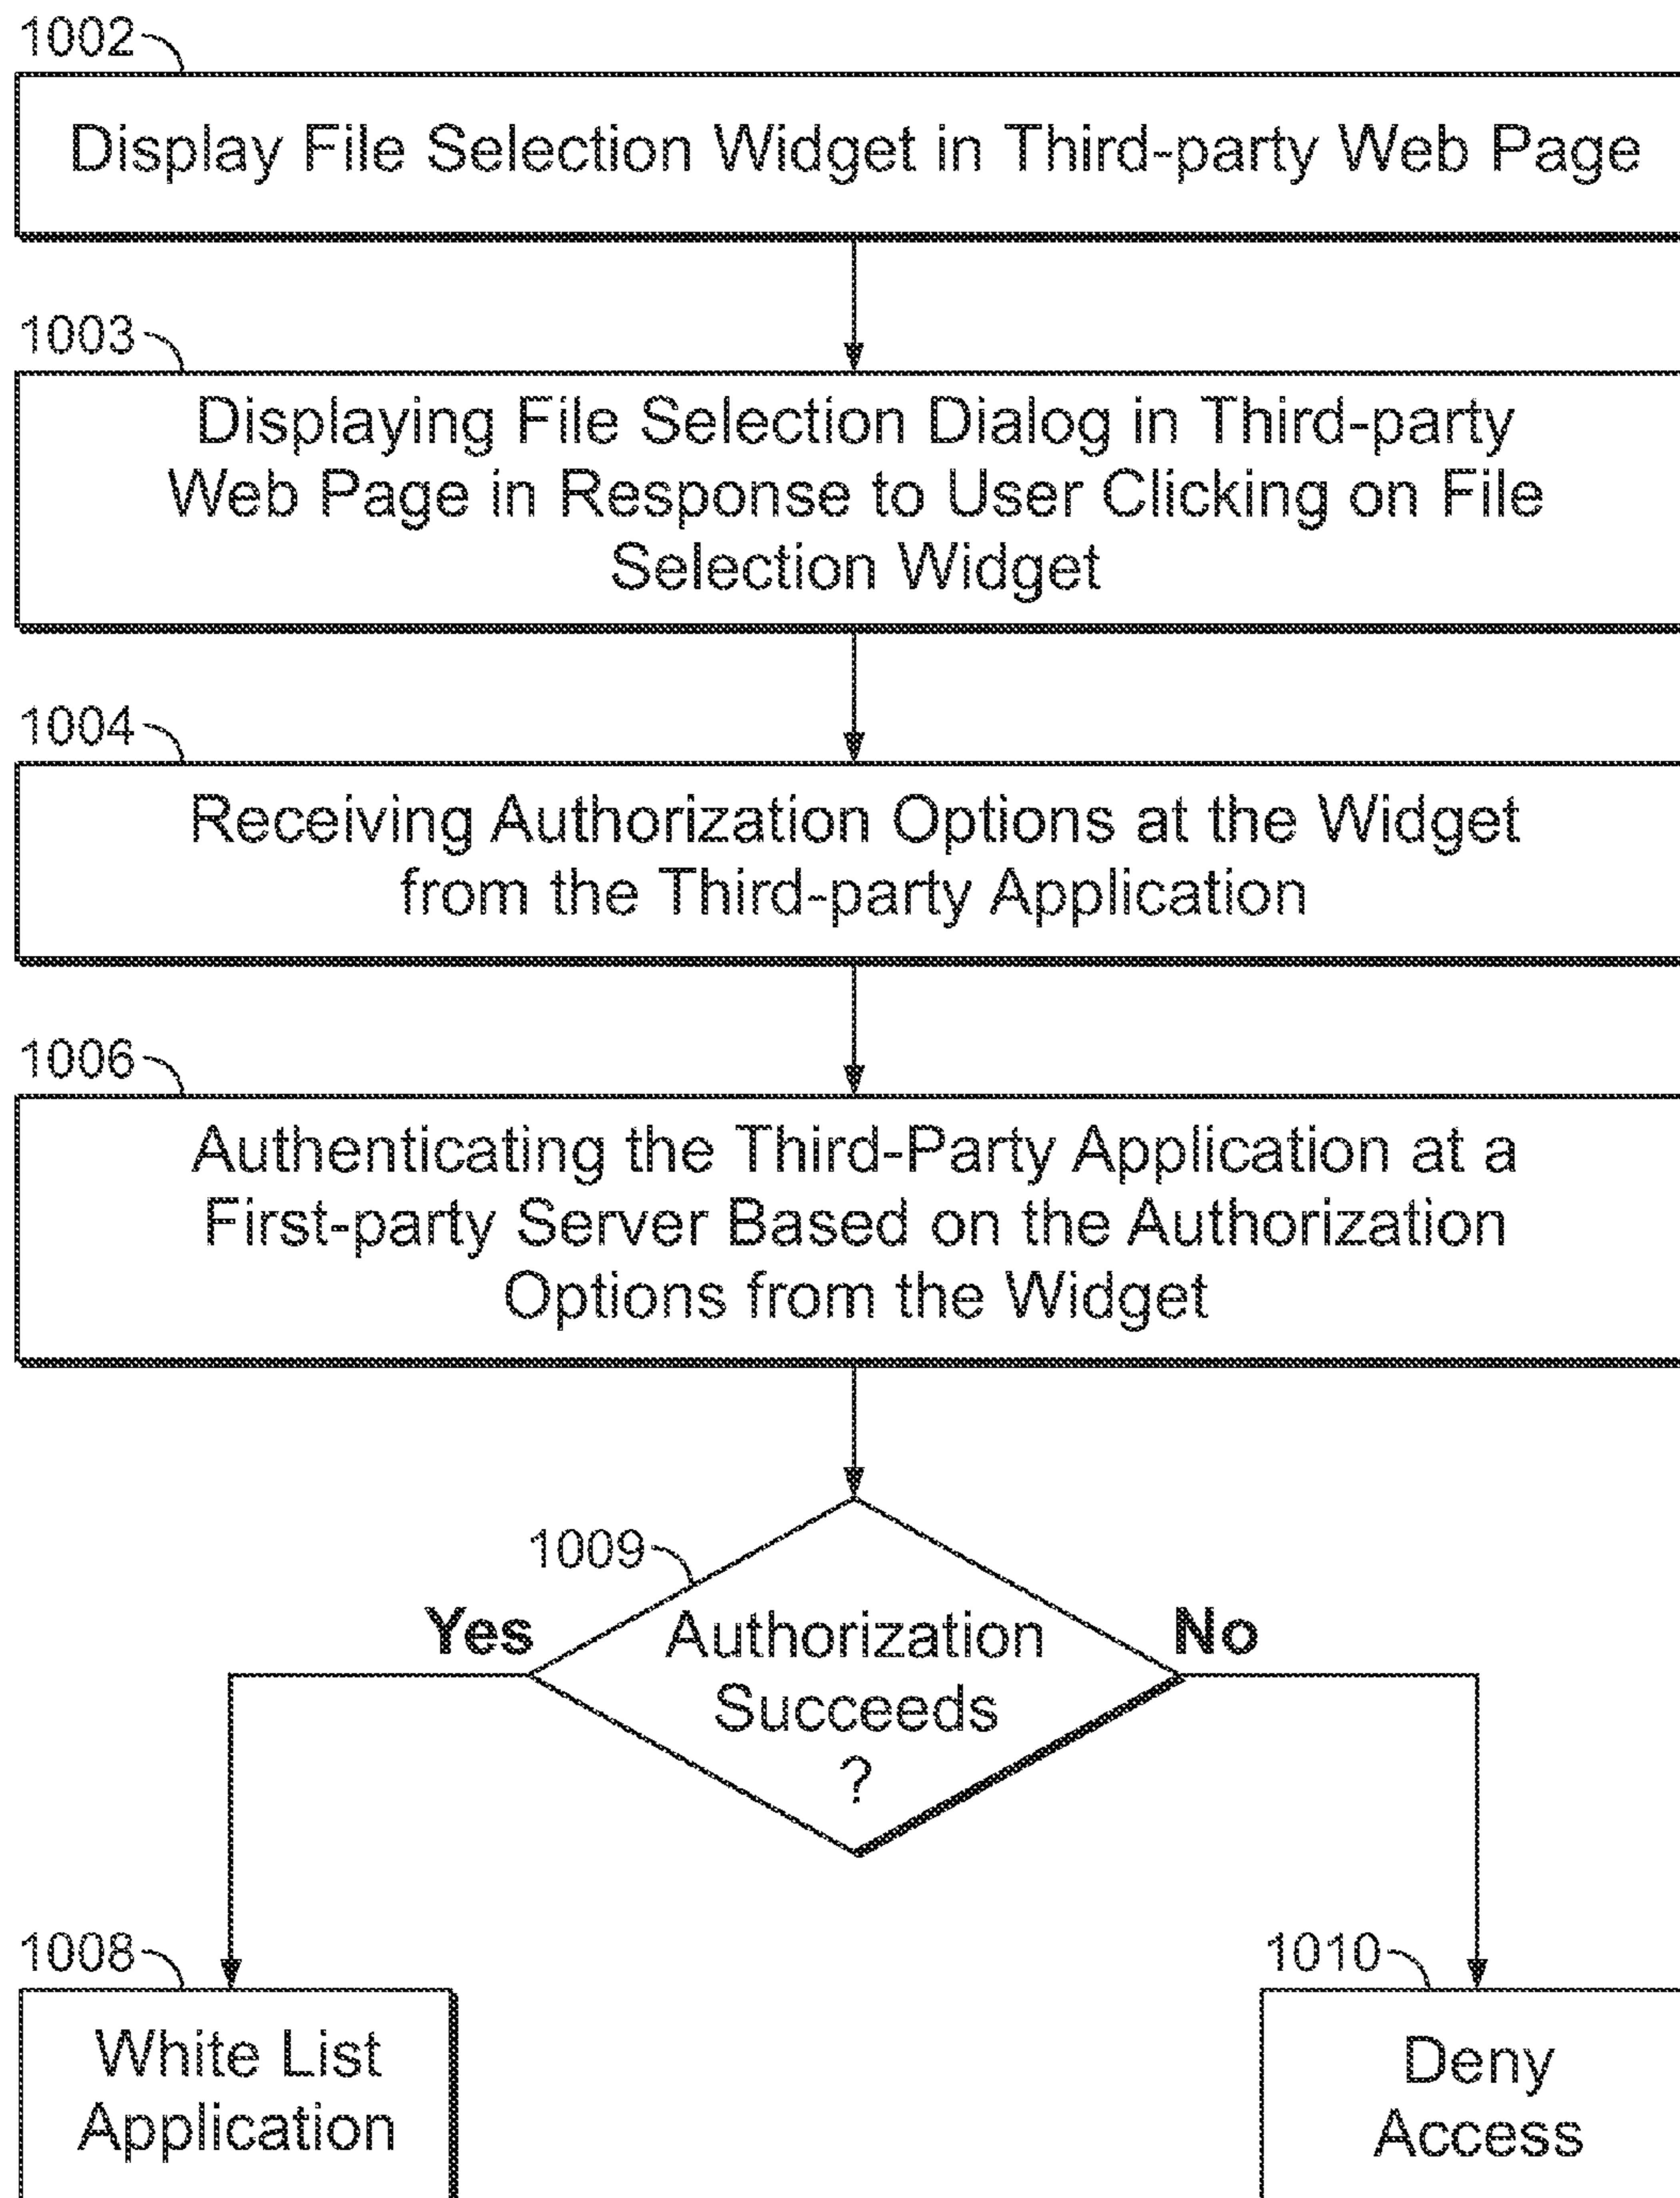 1002
Display File Selection Widget in Third-party Web Page
1003
Displaying File Selection Dialog in Third-party
Web Page in Response to User Clicking on File
Selection Widget
1004
Receiving Authorization Options at the Widget
from the Third-party Application
1006
Authenticating the Third-Party Application at a
First-party Server Based on the Authorization
Options from the Widget
1009
Yes
Authorization
Succeeds
?
No
1008
White List
Application
1010
Deny
Access